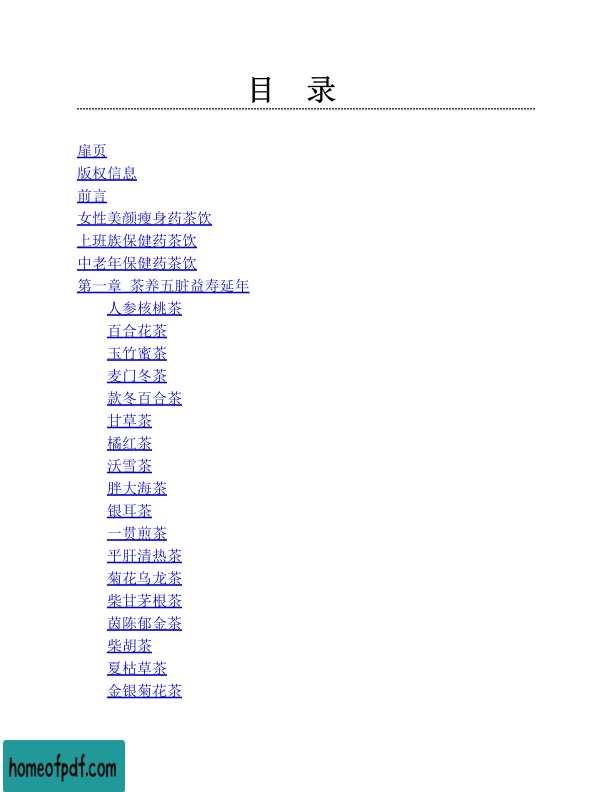 目 录
扉页
版权信息
前言
女性美颜瘦身药茶饮
上班族保健药茶饮
中老年保健药茶饮
第一章 茶养五脏益寿延年
人参核桃茶
百合花茶
玉竹蜜茶
麦门冬茶
款冬百合茶
甘草茶
橘红茶
沃雪茶
胖大海茶
银耳茶
一贯煎茶
平肝清热茶
菊花乌龙茶
柴甘茅根茶
茵陈郁金茶
柴胡茶
夏枯草茶
金银菊花茶
homeofpdf.com